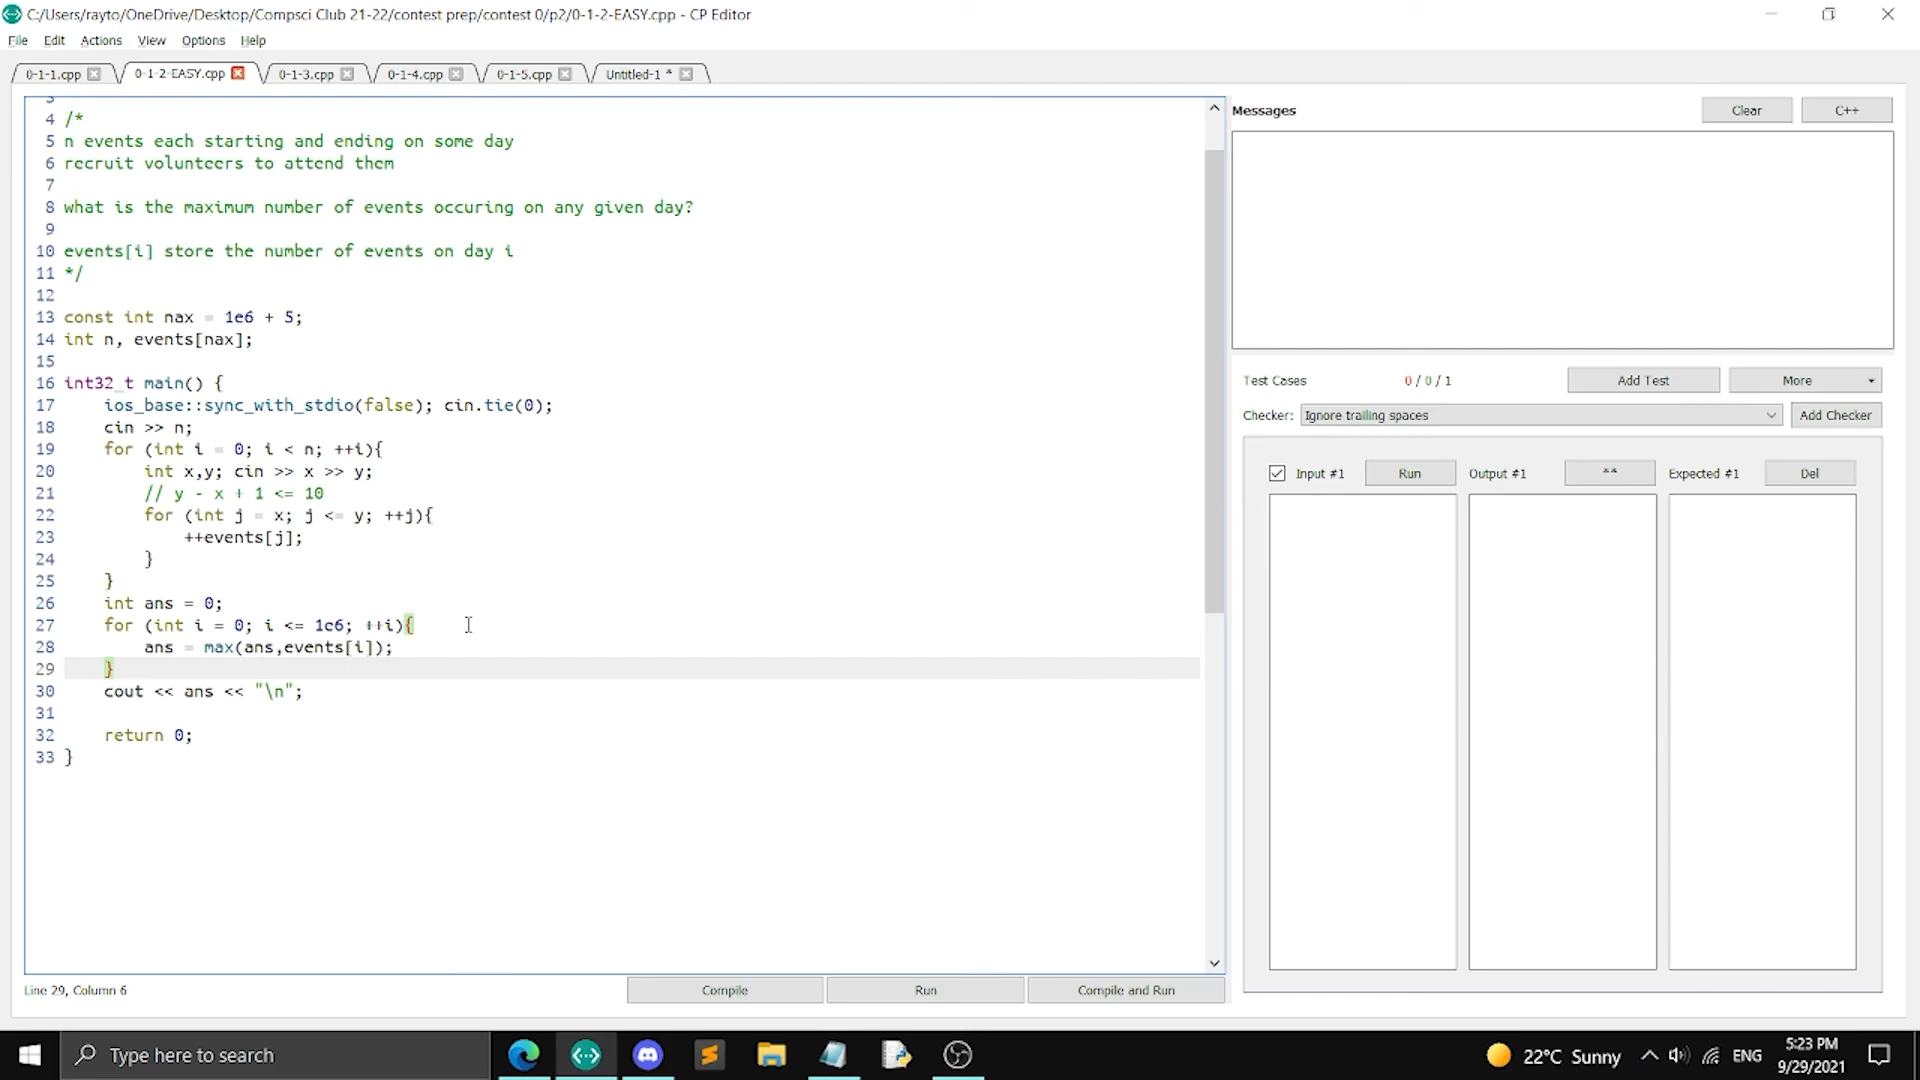 C:/Users/rayto/OneDrive/Desktop/Compsci Club 21-22/contest prep/contest 0/p2/0-1-2-EASY.cpp - CP Editor
File Edit Actions View Options Help
0-1-1.cpp 0-1-2-EASY.cpp 0-1-3.cpp 0-1-4.cpp 0-1-5.cpp Untitled-1 *
3
4 /*
5 n events each starting and ending on some day
6 recruit volunteers to attend them
7
8 what is the maximum number of events occuring on any given day?
9
10 events[i] store the number of events on day i
11 */
12
13 const int nax = 1e6 + 5;
14 int n, events[nax];
15
16 int32_t main() {
17 ios_base::sync_with_stdio(false); cin.tie(0);
18 cin >> n;
19 for (int i = 0; i < n; ++i){
20 int x,y; cin >> x >> y;
21 // y - x + 1 <= 10
22 for (int j = x; j <= y; ++j){
23 ++events[j];
24 }
25 }
26 int ans = 0;
27 for (int i = 0; i <= 1e6; ++i){
28 ans = max(ans,events[i]);
29 }
30 cout << ans << "\n";
31
32 return 0;
33 }
Line 29, Column 6
Compile Run Compile and Run
Messages Clear C++
Test Cases 0 / 0 / 1 Add Test More
Checker: Ignore trailing spaces Add Checker
Input #1 Run Output #1 ** Expected #1 Del
Type here to search
22°C Sunny ENG
5:23 PM
9/29/2021